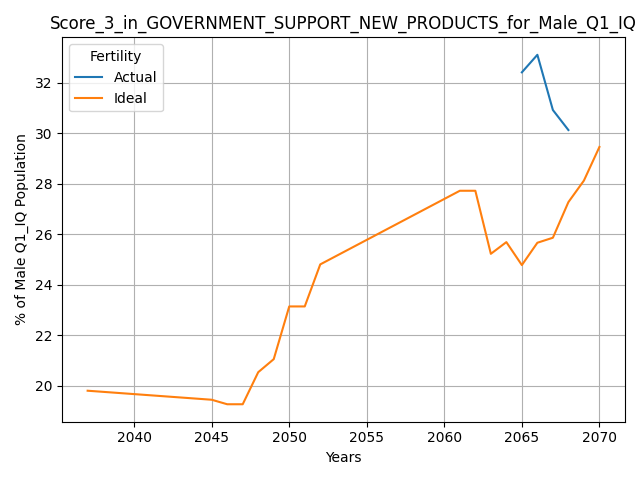 Score_3_in_GOVERNMENT_SUPPORT_NEW_PRODUCTS_for_Male_Q1_IQ
Fertility
Actual
Ideal
% of Male Q1_IQ Population
32
30
28
26
24
22
20
2040 2045 2050 2055 2060 2065 2070
Years